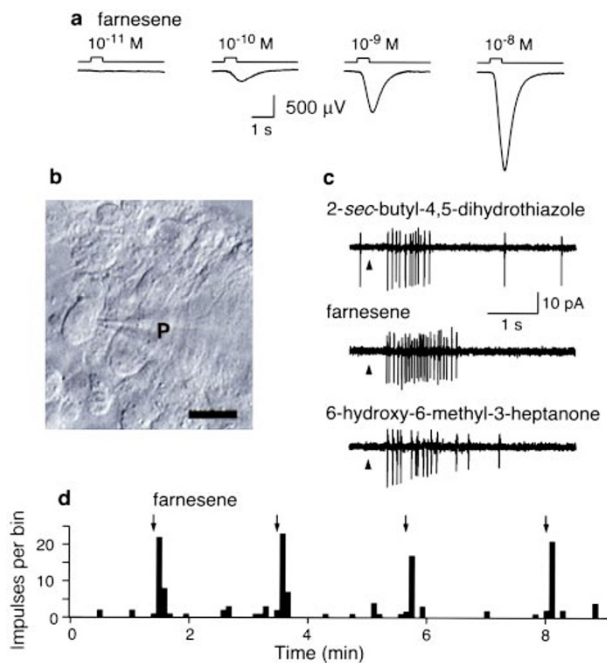 a farnesene
10⁻¹¹ M 10⁻¹⁰ M 10⁻⁹ M 10⁻⁸ M
500 µV
1 s
b
P
c
2-sec-butyl-4,5-dihydrothiazole
10 pA
1 s
farnesene
6-hydroxy-6-methyl-3-heptanone
d
farnesene
Impulses per bin
20
10
0
0 2 4 6 8
Time (min)